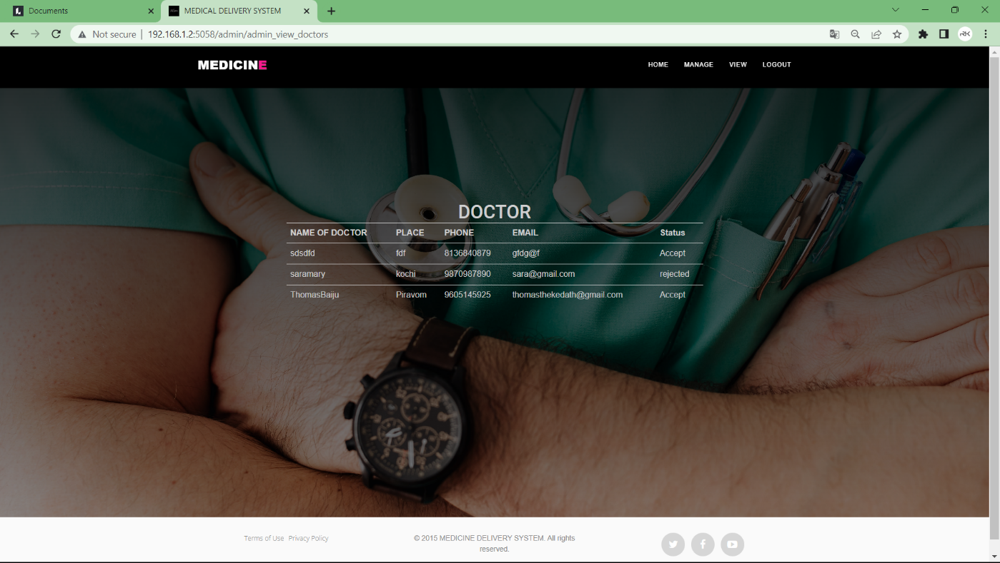 Documents
MEDICAL DELIVERY SYSTEM
Not secure | 192.168.1.2:5058/admin/admin_view_doctors
RK
MEDICINE
HOME MANAGE VIEW LOGOUT
DOCTOR
NAME OF DOCTOR PLACE PHONE EMAIL Status
sdsdfd fdf 8136840879 gfdg@f Accept
saramary kochi 9870987890 sara@gmail.com rejected
ThomasBaiju Piravom 9605145925 thomasthekedath@gmail.com Accept
Terms of Use Privacy Policy
© 2015 MEDICINE DELIVERY SYSTEM. All rights
reserved.